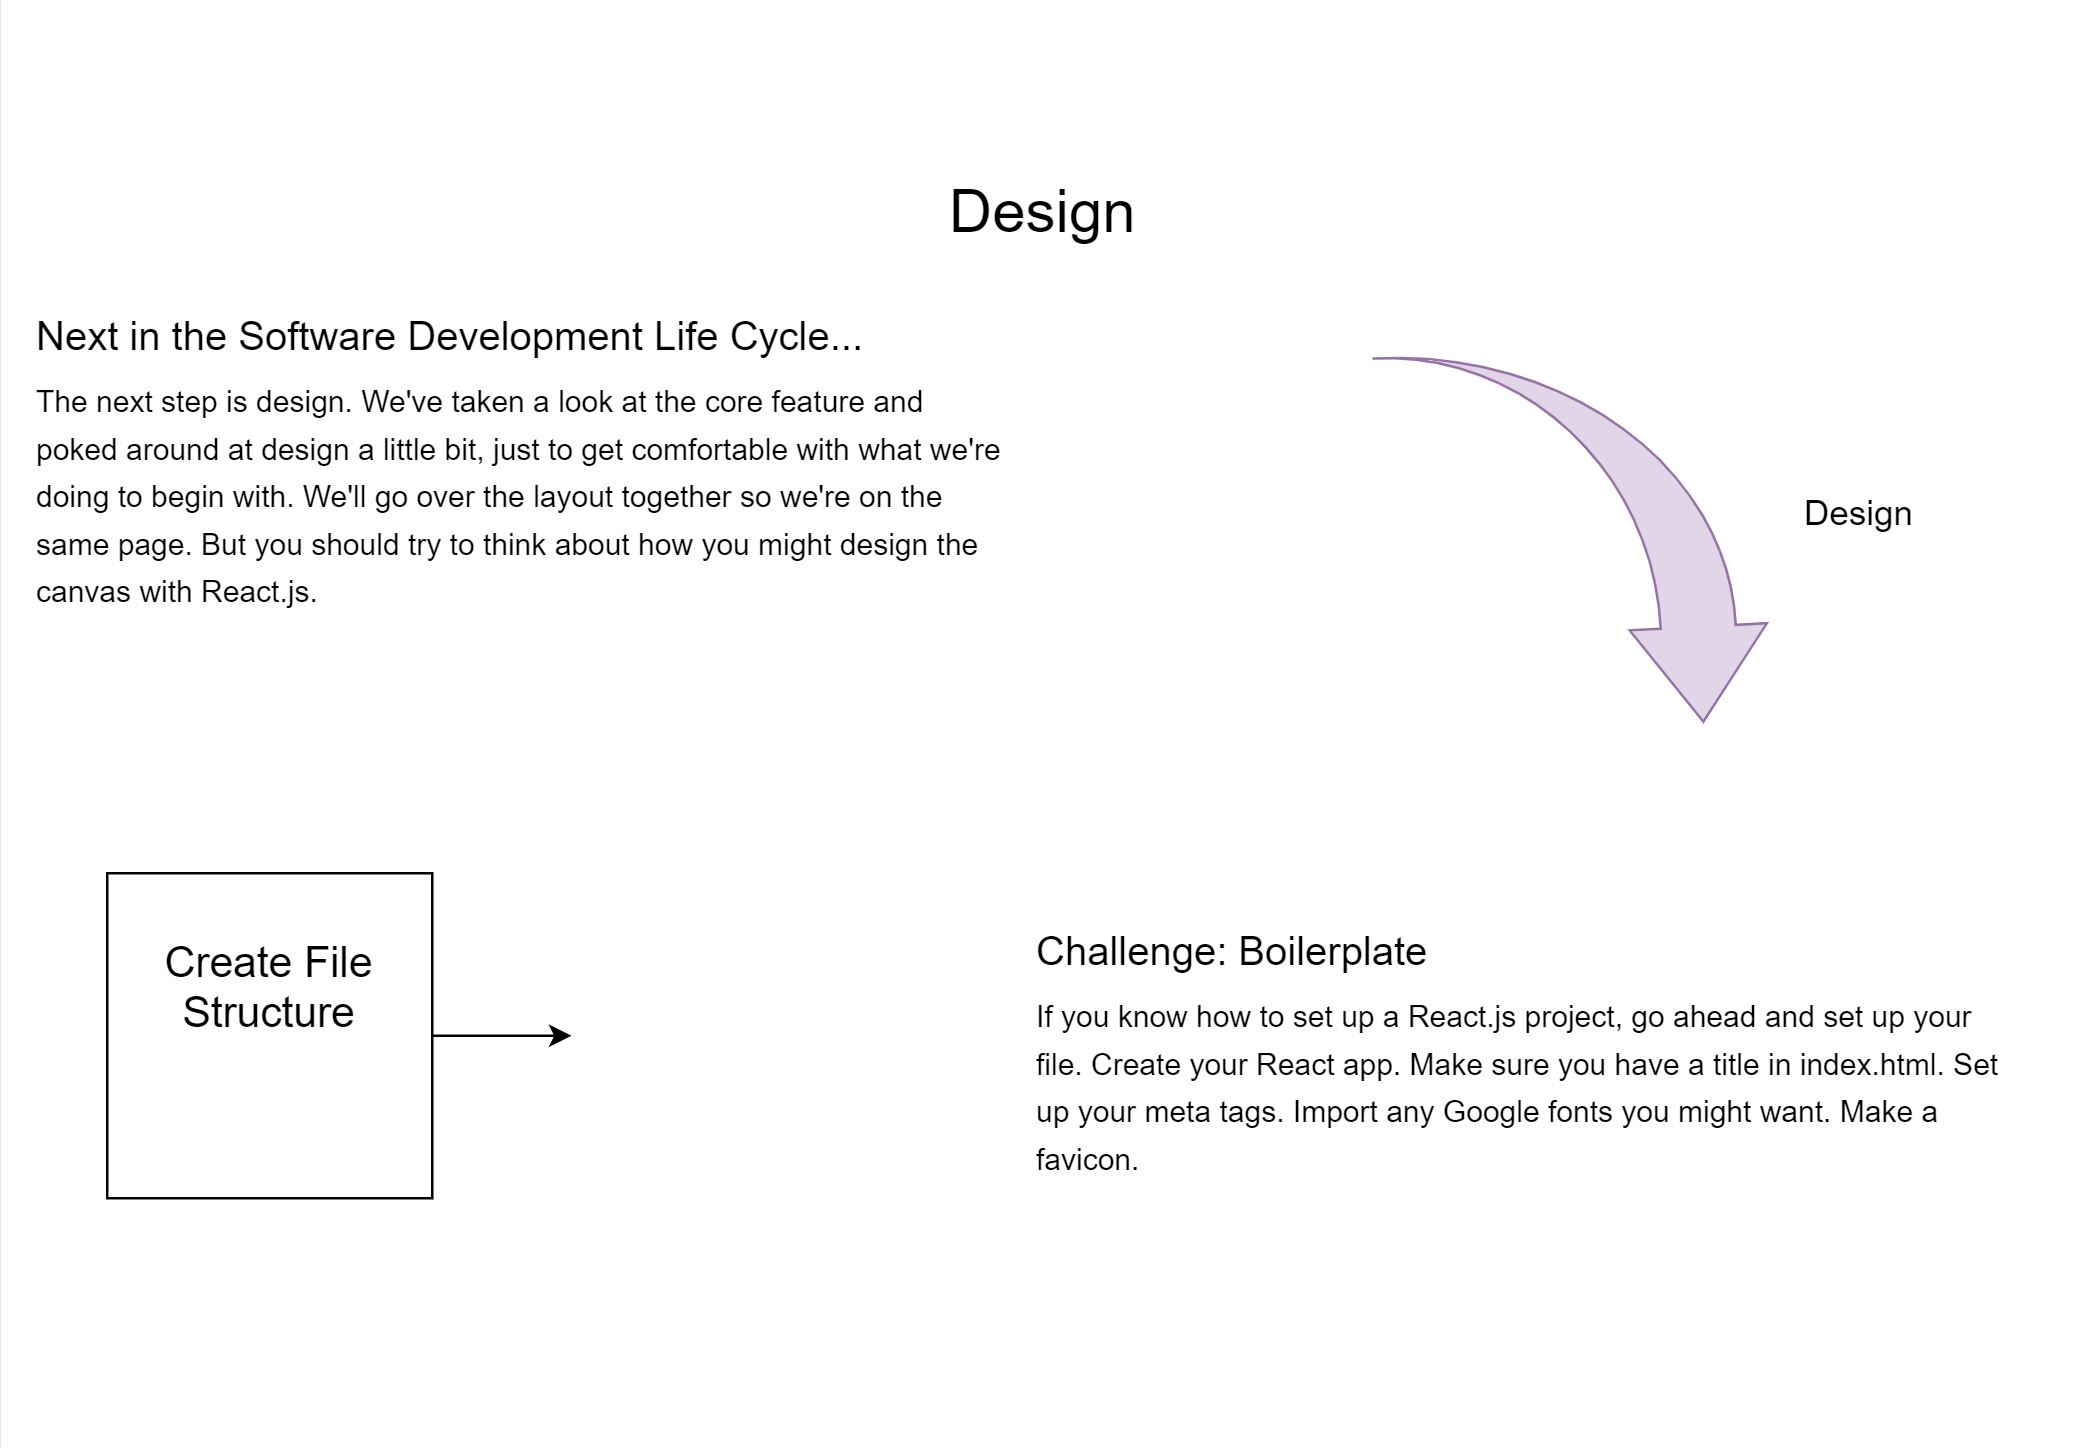 Design
Next in the Software Development Life Cycle...
The next step is design. We've taken a look at the core feature and
poked around at design a little bit, just to get comfortable with what we're
doing to begin with. We'll go over the layout together so we're on the
same page. But you should try to think about how you might design the
canvas with React.js.
Design
Create File
Structure
Challenge: Boilerplate
If you know how to set up a React.js project, go ahead and set up your
file. Create your React app. Make sure you have a title in index.html. Set
up your meta tags. Import any Google fonts you might want. Make a
favicon.